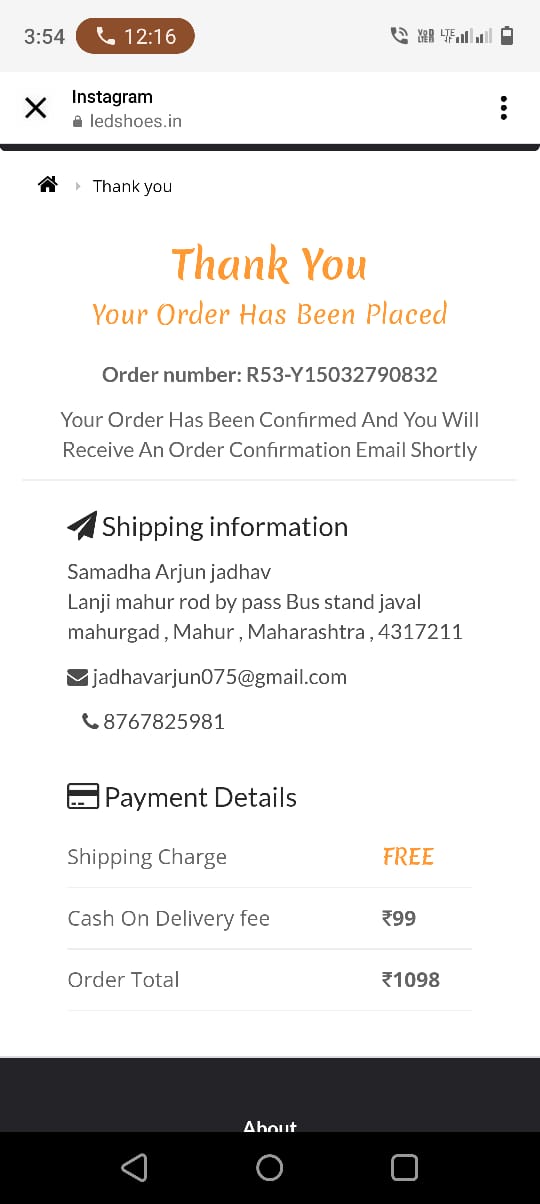 3:54 12:16 LTE
Instagram
ledshoes.in
Thank you
Thank You
Your Order Has Been Placed
Order number: R53-Y15032790832
Your Order Has Been Confirmed And You Will
Receive An Order Confirmation Email Shortly
Shipping information
Samadha Arjun jadhav
Lanji mahur rod by pass Bus stand javal
mahurgad , Mahur , Maharashtra , 4317211
jadhavarjun075@gmail.com
8767825981
Payment Details
Shipping Charge FREE
Cash On Delivery fee ₹99
Order Total ₹1098
About